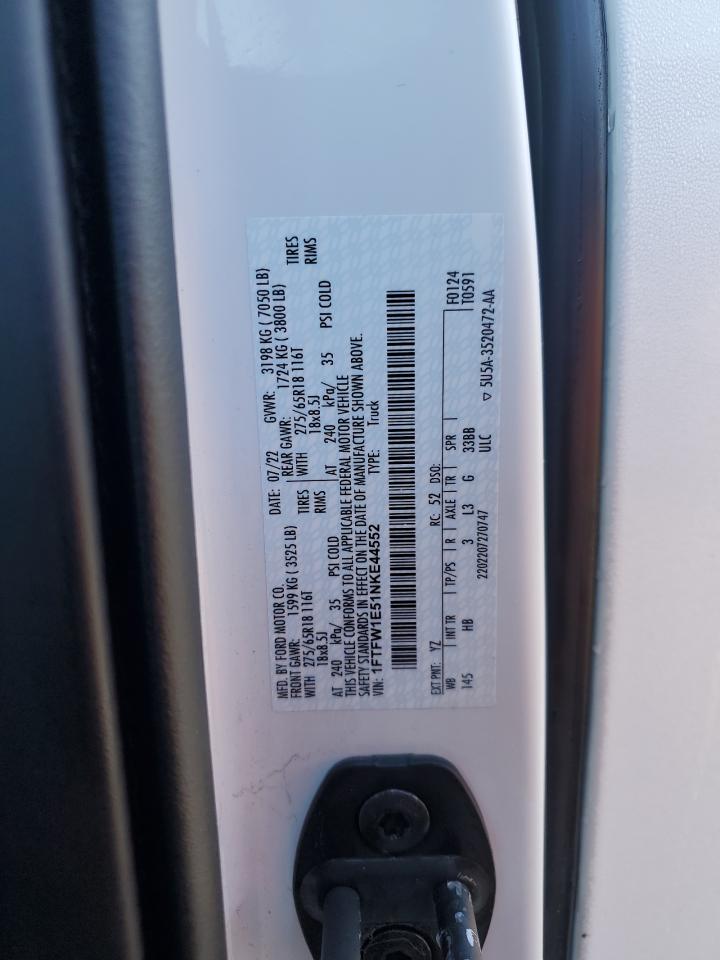 MFD. BY FORD MOTOR CO.
DATE: 07/22 GVWR: 3198 KG ( 7050 LB)
FRONT GAWR: 1599 KG ( 3525 LB) REAR GAWR: 1724 KG ( 3800 LB)
WITH 275/65R18 116T WITH 275/65R18 116T TIRES
18x8.5J RIMS 18x8.5J RIMS
AT 240 kPa/ 35 PSI COLD AT 240 kPa/ 35 PSI COLD
THIS VEHICLE CONFORMS TO ALL APPLICABLE FEDERAL MOTOR VEHICLE
SAFETY STANDARDS IN EFFECT ON THE DATE OF MANUFACTURE SHOWN ABOVE.
VIN: 1FTFW1E51NKE44552 TYPE: Truck
EXT PNT: YZ RC: 52 DSO: F0124
WB INT TR TP/PS R AXLE TR SPR T0591
145 HB 3 L3 G 33BB
2202207270747 ULC ▽ 5U5A-3520472-AA